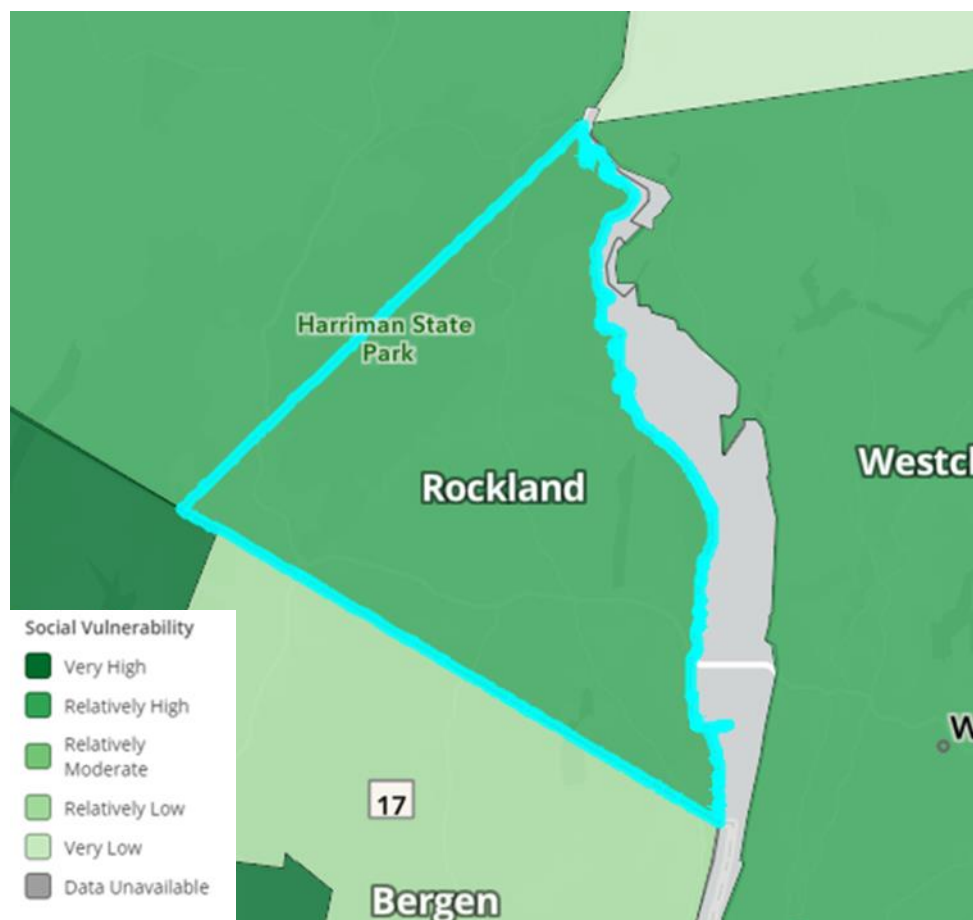 Harriman State
Park
Rockland
Westcl
W
17
Bergen
Social Vulnerability
Very High
Relatively High
Relatively
Moderate
Relatively Low
Very Low
Data Unavailable